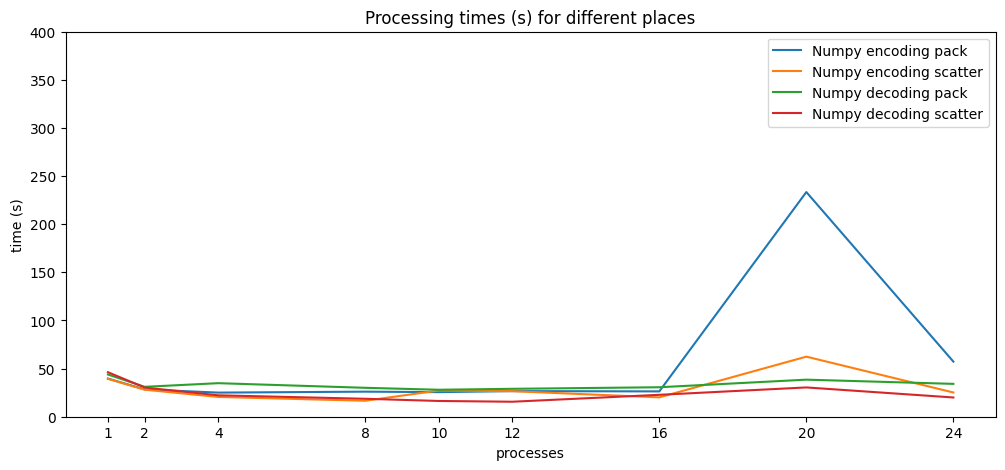 Processing times (s) for different places
400
350
300
250
200
150
100
50
0
time (s)
Numpy encoding pack
Numpy encoding scatter
Numpy decoding pack
Numpy decoding scatter
1 2 4 8 10 12 16 20 24
processes